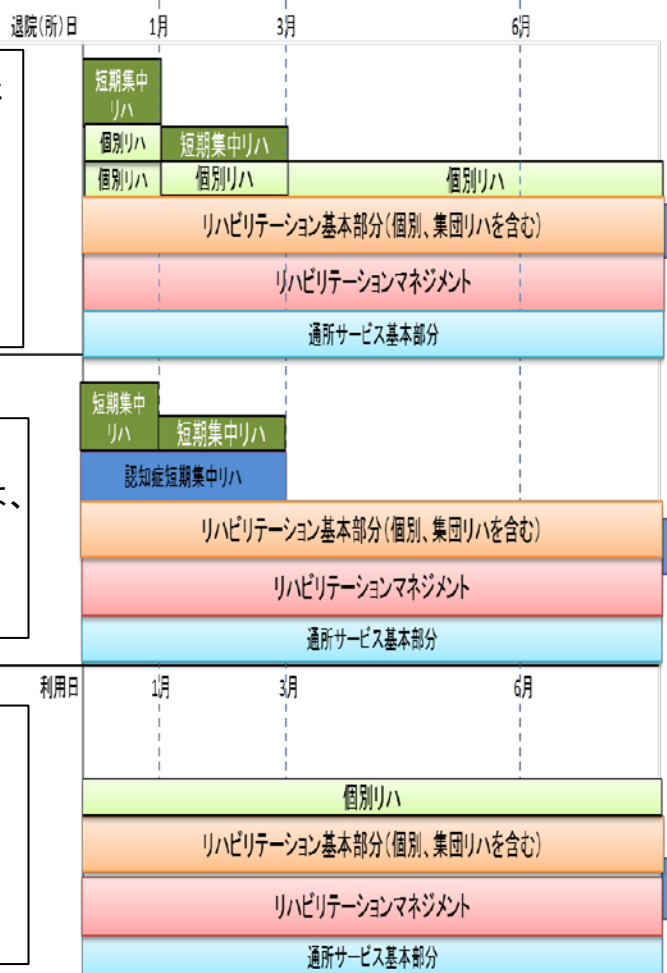 退院(所)日 1月 3月 6月
短期集中
リハ
個別リハ 短期集中リハ
個別リハ 個別リハ 個別リハ
リハビリテーション基本部分(個別、集団リハを含む)
リハビリテーションマネジメント
通所サービス基本部分
短期集中
リハ 短期集中リハ
認知症短期集中リハ
、
リハビリテーション基本部分(個別、集団リハを含む)
リハビリテーションマネジメント
通所サービス基本部分
利用日 1月 3月 6月
個別リハ
リハビリテーション基本部分(個別、集団リハを含む)
リハビリテーションマネジメント
通所サービス基本部分